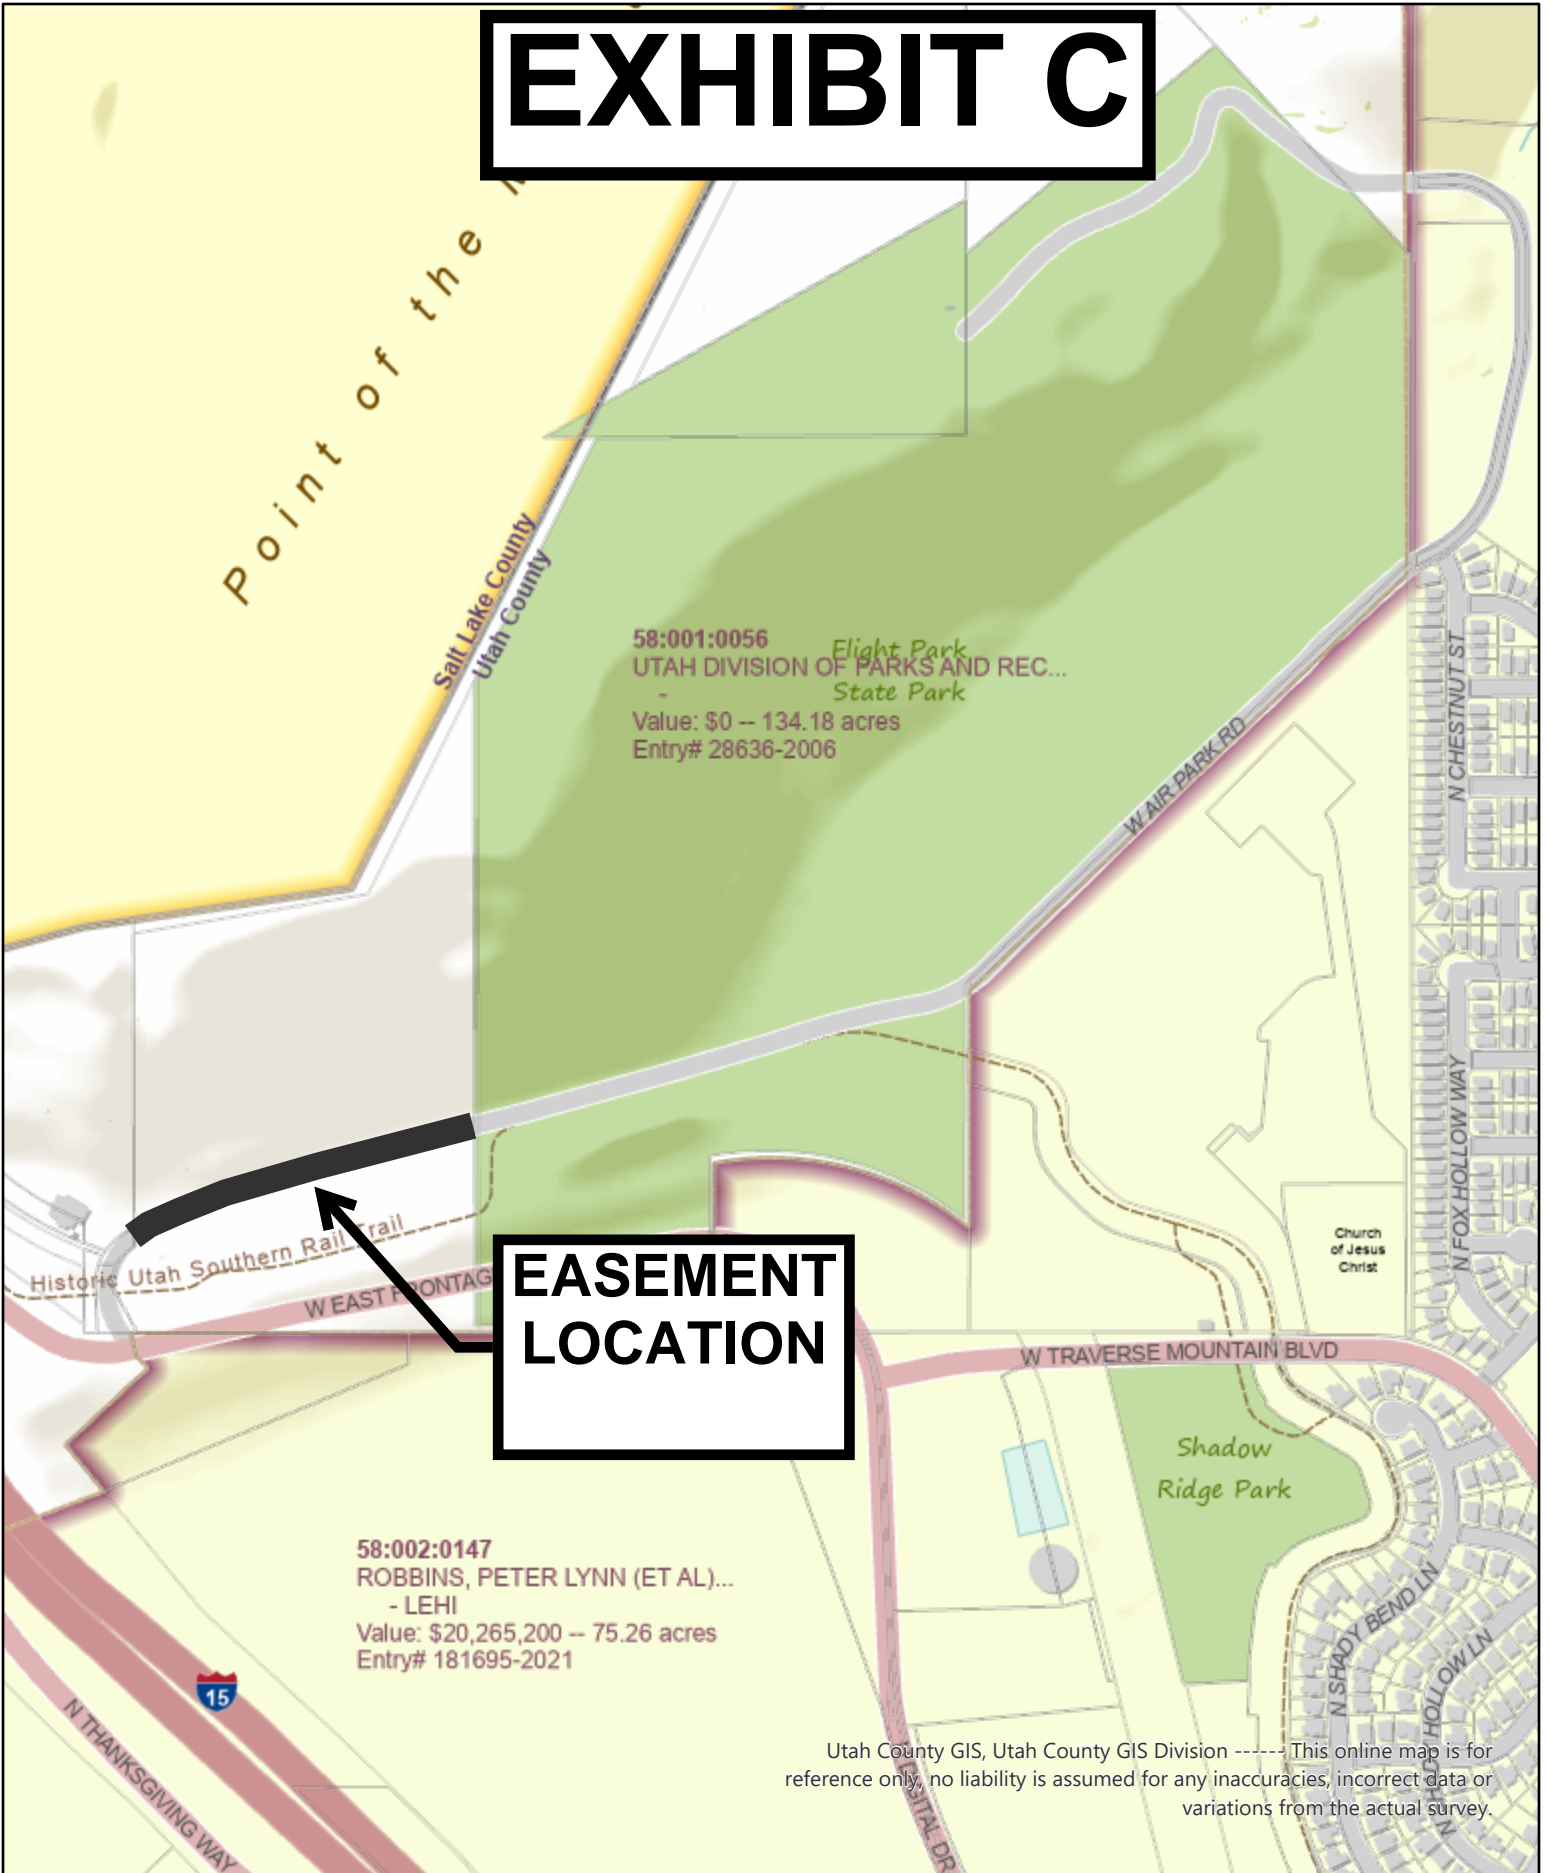 EXHIBIT C
Point of the
Salt Lake County
Utah County
58:001:0056
UTAH DIVISION OF PARKS AND REC...
-
Value: $0 -- 134.18 acres
Entry# 28636-2006
Flight Park
State Park
W AIR PARK RD
N CHESTNUT ST
N FOX HOLLOW WAY
Church
of Jesus
Christ
Historic Utah Southern Rail Trail
W EAST FRONTAG
EASEMENT
LOCATION
W TRAVERSE MOUNTAIN BLVD
Shadow
Ridge Park
58:002:0147
ROBBINS, PETER LYNN (ET AL)...
- LEHI
Value: $20,265,200 -- 75.26 acres
Entry# 181695-2021
15
N THANKSGIVING WAY
DIGITAL DR
N SHADY BEND LN
N SHADY HOLLOW LN
Utah County GIS, Utah County GIS Division ------ This online map is for
reference only, no liability is assumed for any inaccuracies, incorrect data or
variations from the actual survey.